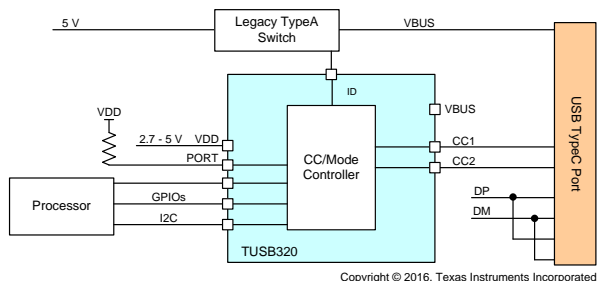 Legacy TypeA
Switch
5 V
VBUS
ID
VDD
VBUS
2.7 - 5 V VDD
PORT
CC/Mode
Controller
CC1
CC2
USB TypeC Port
Processor
GPIOs
I2C
DP
DM
TUSB320
Copyright © 2016, Texas Instruments Incorporated